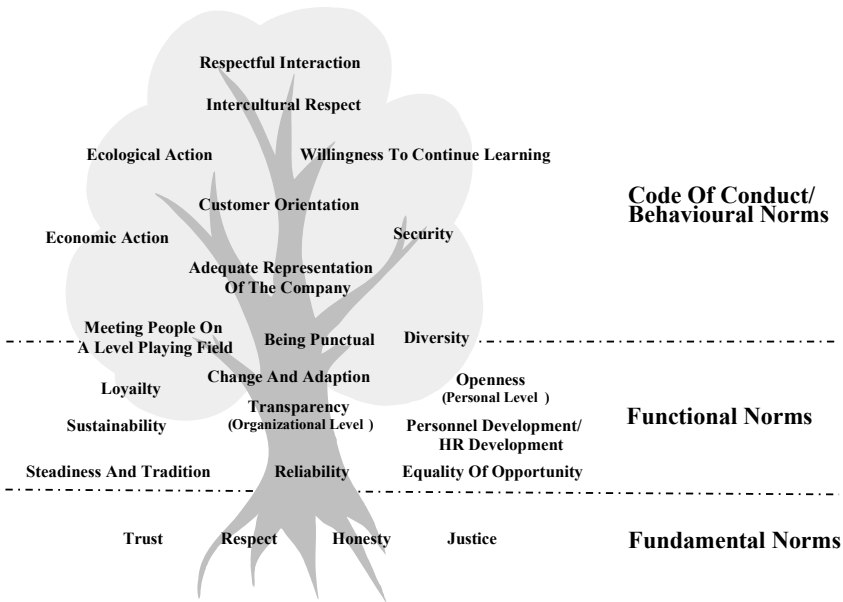 Respectful Interaction
Intercultural Respect
Ecological Action
Willingness To Continue Learning
Customer Orientation
Code Of Conduct/
Behavioural Norms
Economic Action
Security
Adequate Representation
Of The Company
Meeting People On
A Level Playing Field
Being Punctual
Diversity
Change And Adaption
Loyailty
Openness
(Personal Level )
Transparency
(Organizational Level )
Sustainability
Personnel Development/
HR Development
Functional Norms
Steadiness And Tradition
Reliability
Equality Of Opportunity
Trust
Respect
Honesty
Justice
Fundamental Norms